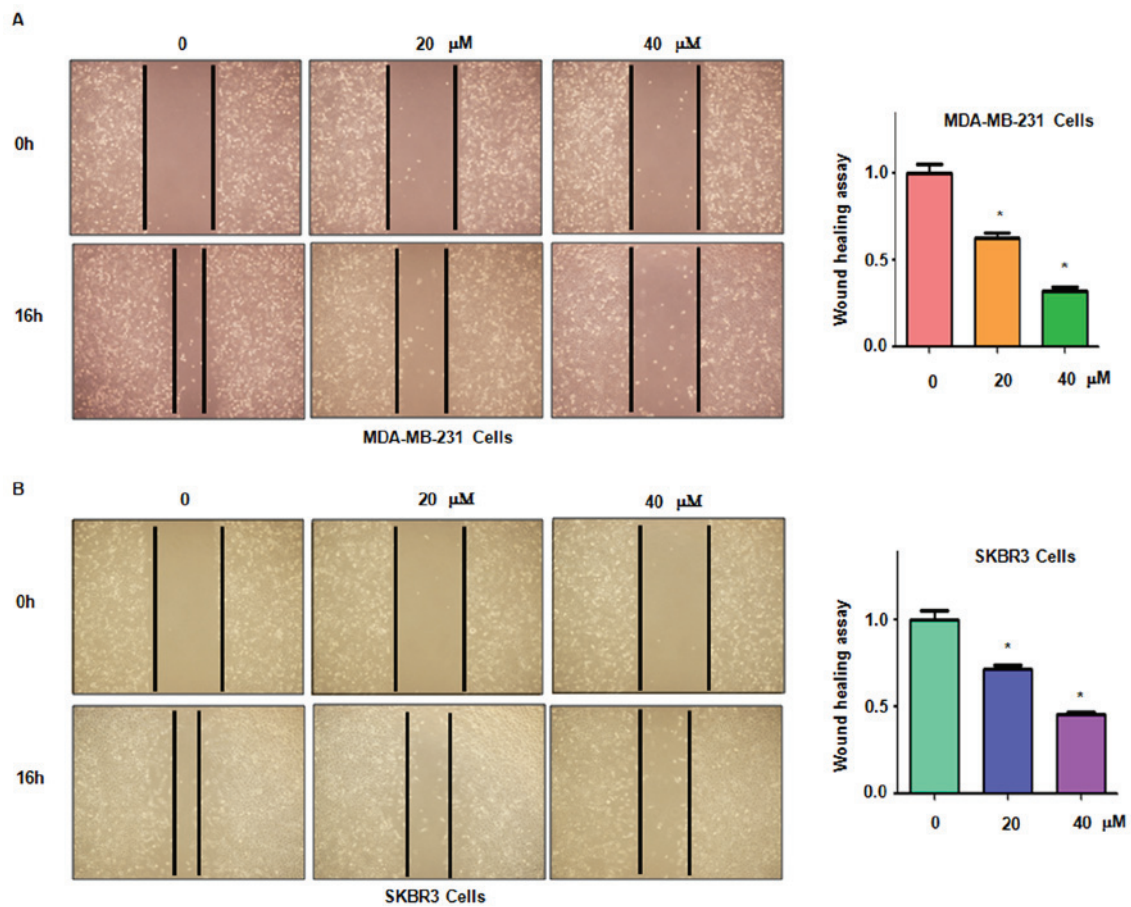 A
0 20 µM 40 µM
0h
16h
MDA-MB-231 Cells
MDA-MB-231 Cells
Wound healing assay
1.0
0.5
0.0
*
*
0 20 40 µM
B
0 20 µM 40 µM
0h
16h
SKBR3 Cells
SKBR3 Cells
Wound healing assay
1.0
0.5
0.0
*
*
0 20 40 µM